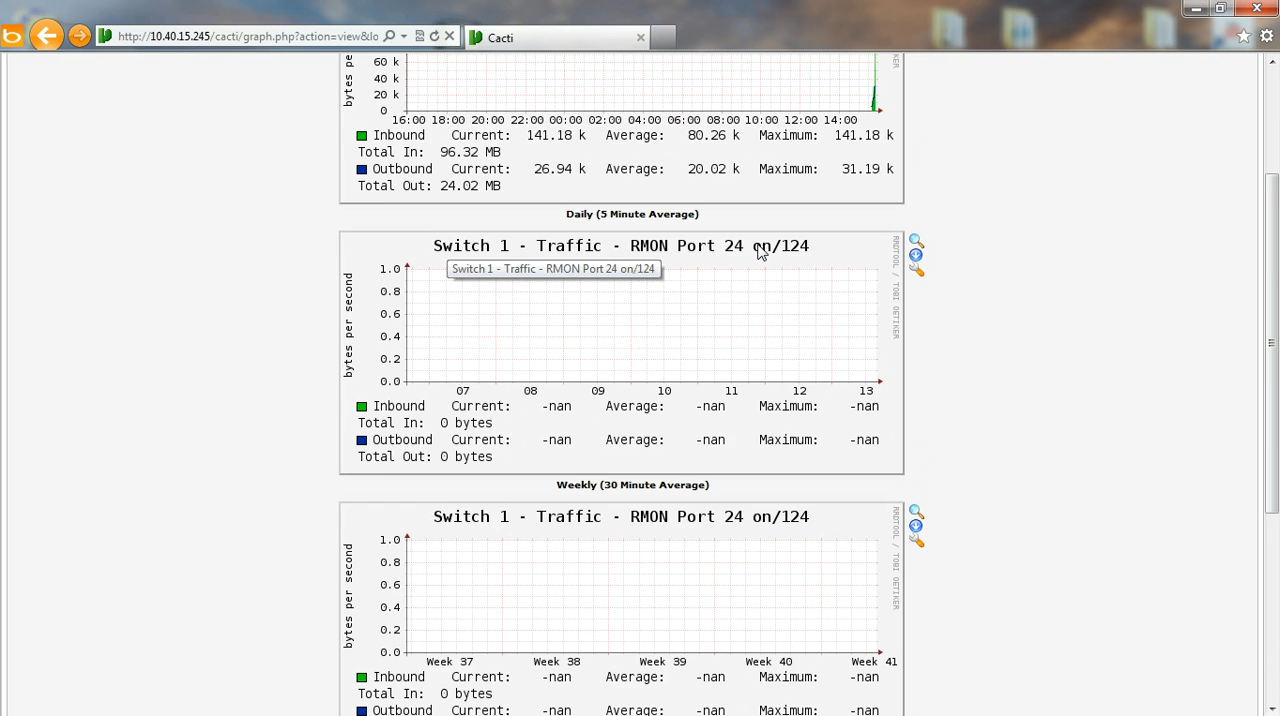 http://10.40.15.245/cacti/graph.php?action=view&lo
Cacti
bytes pe
60 k
40 k
20 k
0
16:00 18:00 20:00 22:00 00:00 02:00 04:00 06:00 08:00 10:00 12:00 14:00
Inbound Current: 141.18 k Average: 80.26 k Maximum: 141.18 k
Total In: 96.32 MB
Outbound Current: 26.94 k Average: 20.02 k Maximum: 31.19 k
Total Out: 24.02 MB
Daily (5 Minute Average)
Switch 1 - Traffic - RMON Port 24 on/124
Switch 1 - Traffic - RMON Port 24 on/124
RRDTOOL / TOBI OETIKER
bytes per second
1.0
0.8
0.6
0.4
0.2
0.0
07 08 09 10 11 12 13
Inbound Current: -nan Average: -nan Maximum: -nan
Total In: 0 bytes
Outbound Current: -nan Average: -nan Maximum: -nan
Total Out: 0 bytes
Weekly (30 Minute Average)
Switch 1 - Traffic - RMON Port 24 on/124
RRDTOOL / TOBI OETIKER
bytes per second
1.0
0.8
0.6
0.4
0.2
0.0
Week 37 Week 38 Week 39 Week 40 Week 41
Inbound Current: -nan Average: -nan Maximum: -nan
Total In: 0 bytes
Outbound Current: -nan Average: -nan Maximum: -nan